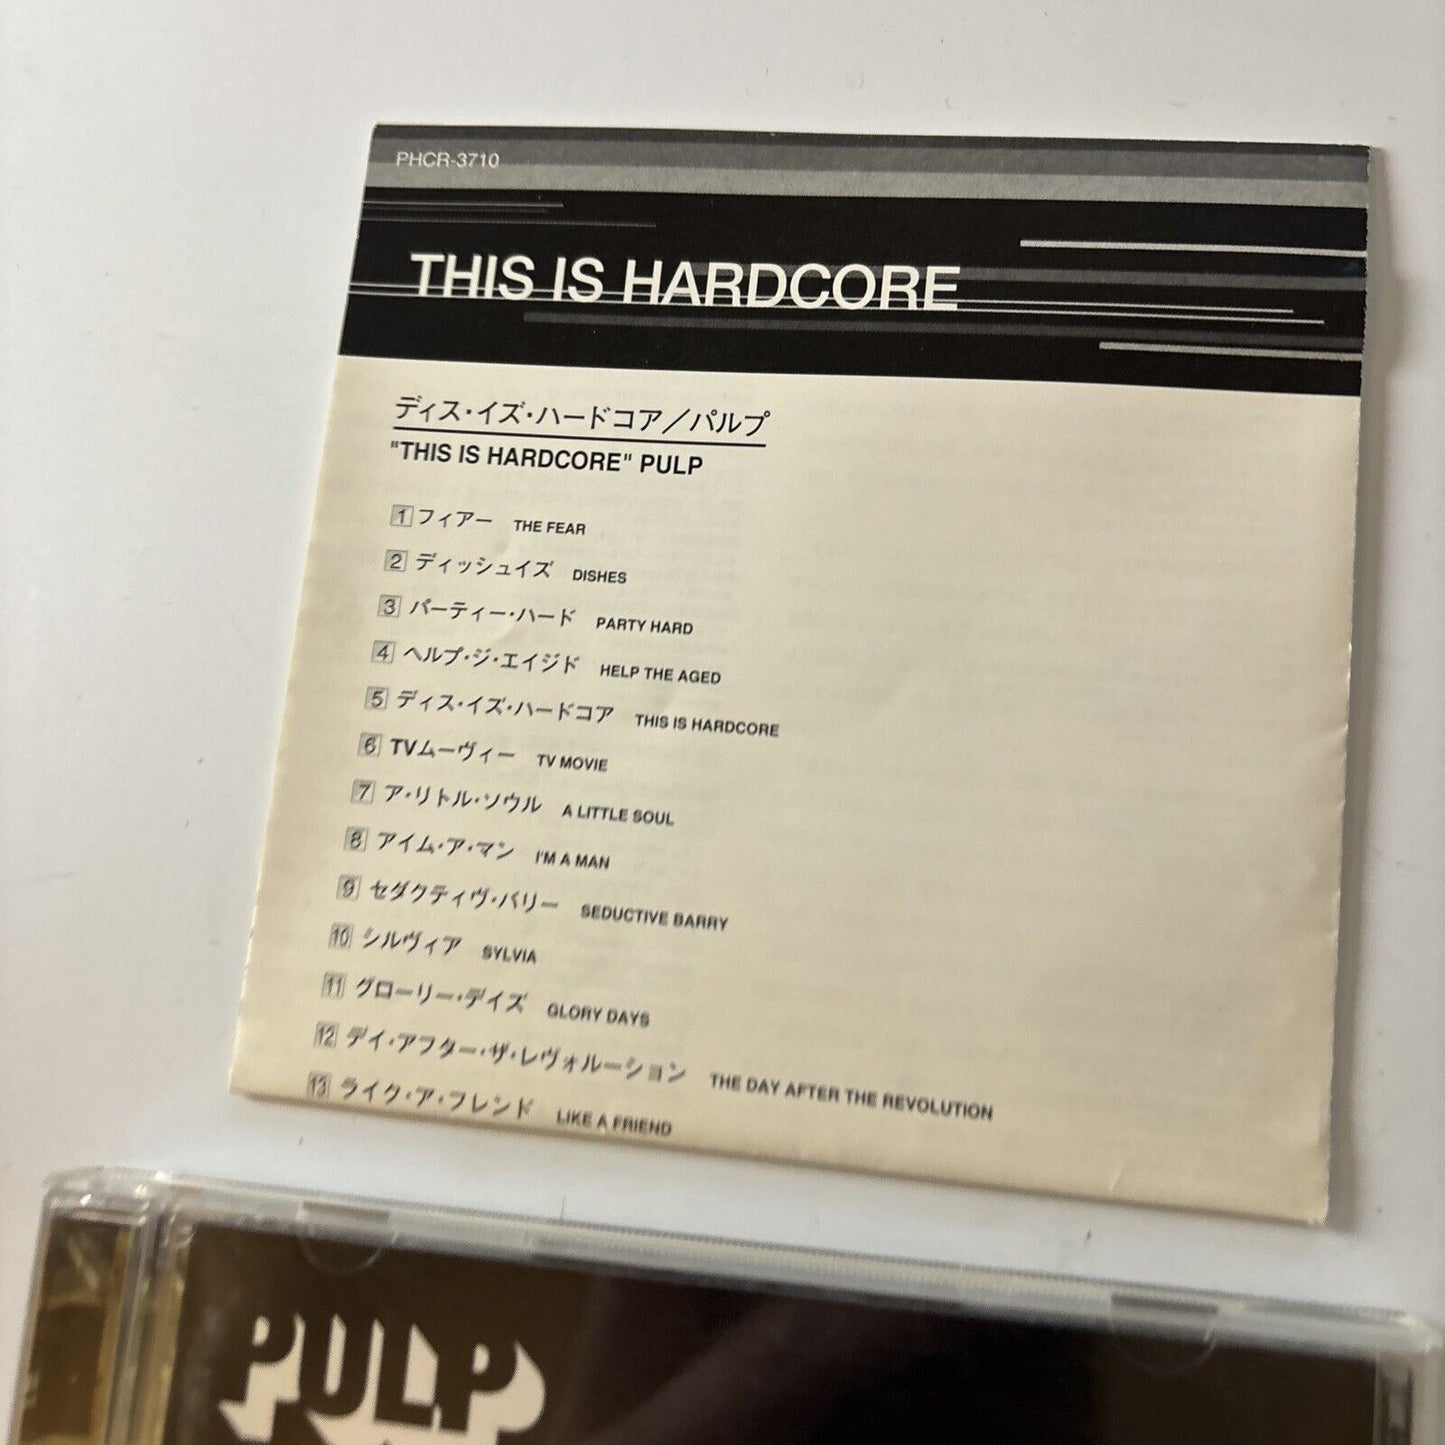 PHCR-3710
THIS IS HARDCORE
ディス・イズ・ハードコア／パルプ
"THIS IS HARDCORE" PULP
1 フィアー THE FEAR
2 ディッシュイズ DISHES
3 パーティー・ハード PARTY HARD
4 ヘルプ・ジ・エイジド HELP THE AGED
5 ディス・イズ・ハードコア THIS IS HARDCORE
6 TVムーヴィー TV MOVIE
7 ア・リトル・ソウル A LITTLE SOUL
8 アイム・ア・マン I'M A MAN
9 セダクティヴ・バリー SEDUCTIVE BARRY
10 シルヴィア SYLVIA
11 グローリー・デイズ GLORY DAYS
12 デイ・アフター・ザ・レヴォルーション THE DAY AFTER THE REVOLUTION
13 ライク・ア・フレンド LIKE A FRIEND
PULP